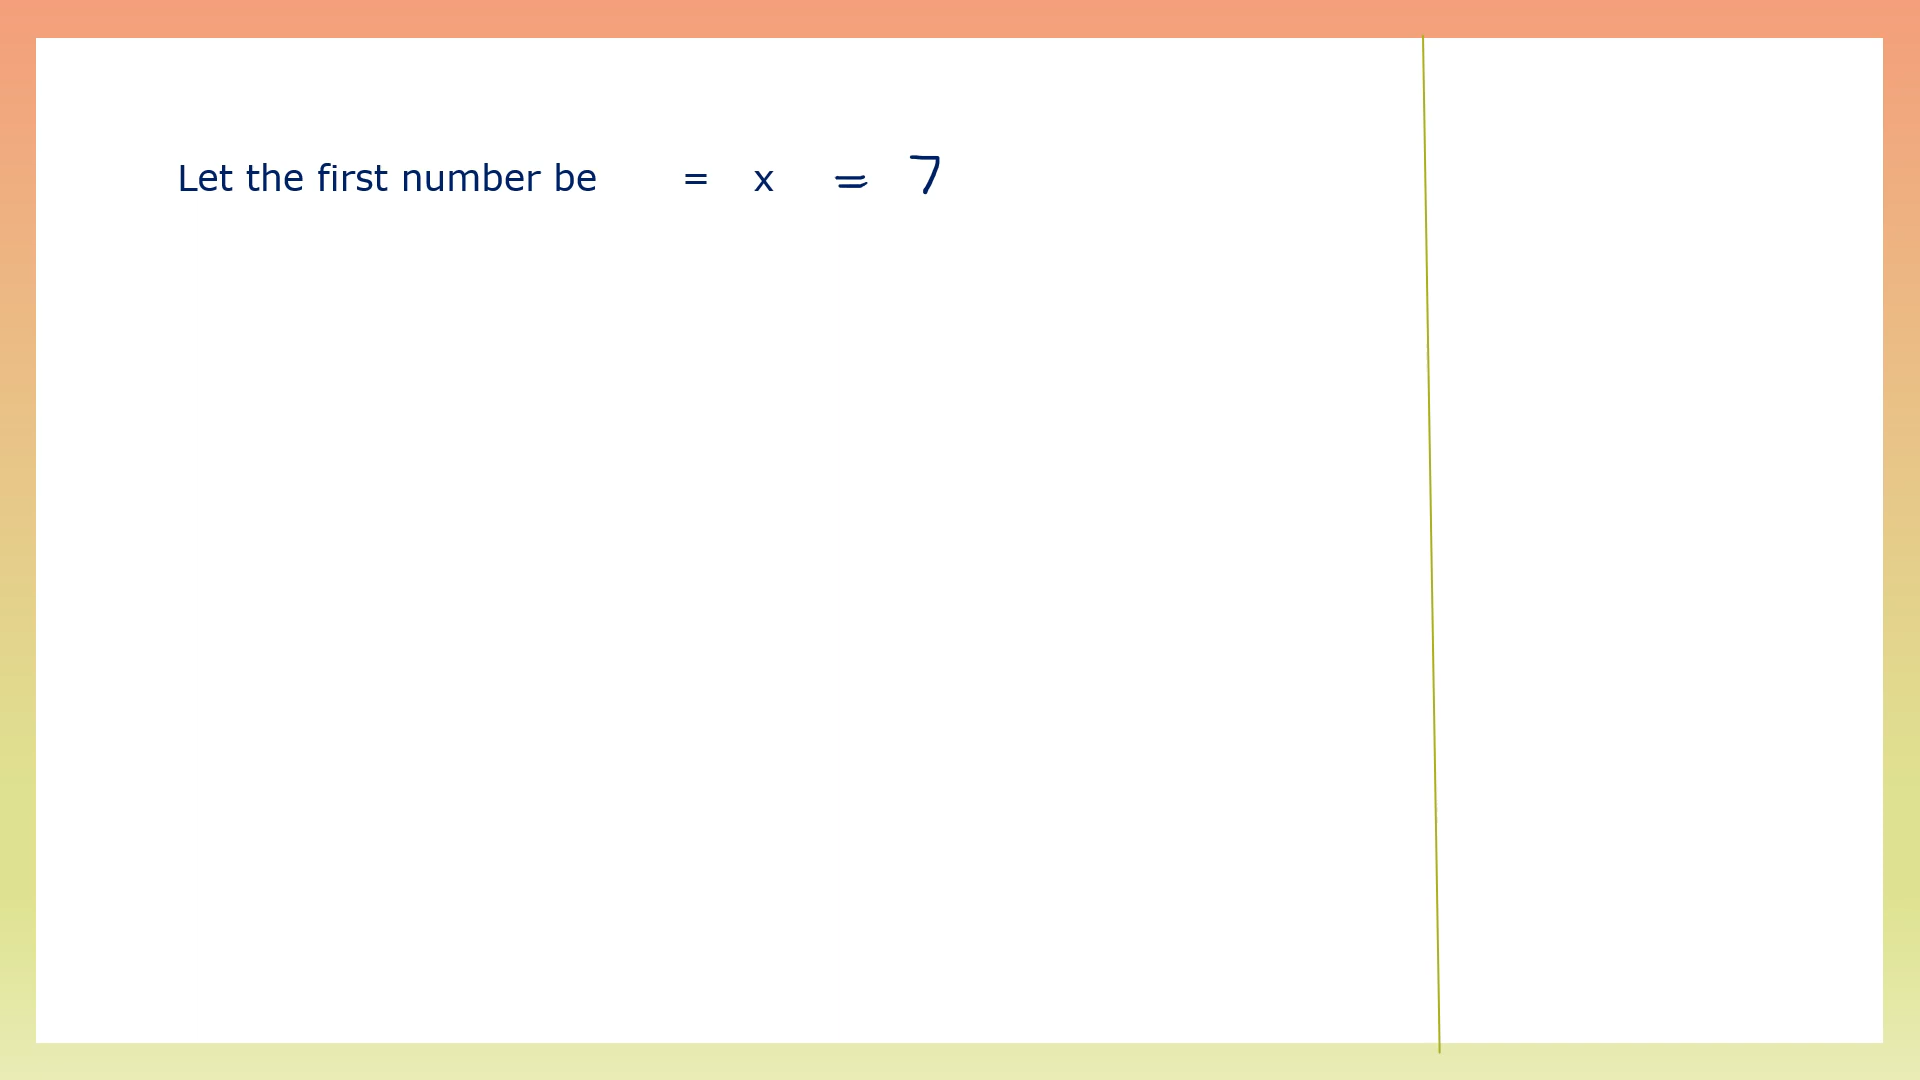 Let the first number be = x = 7